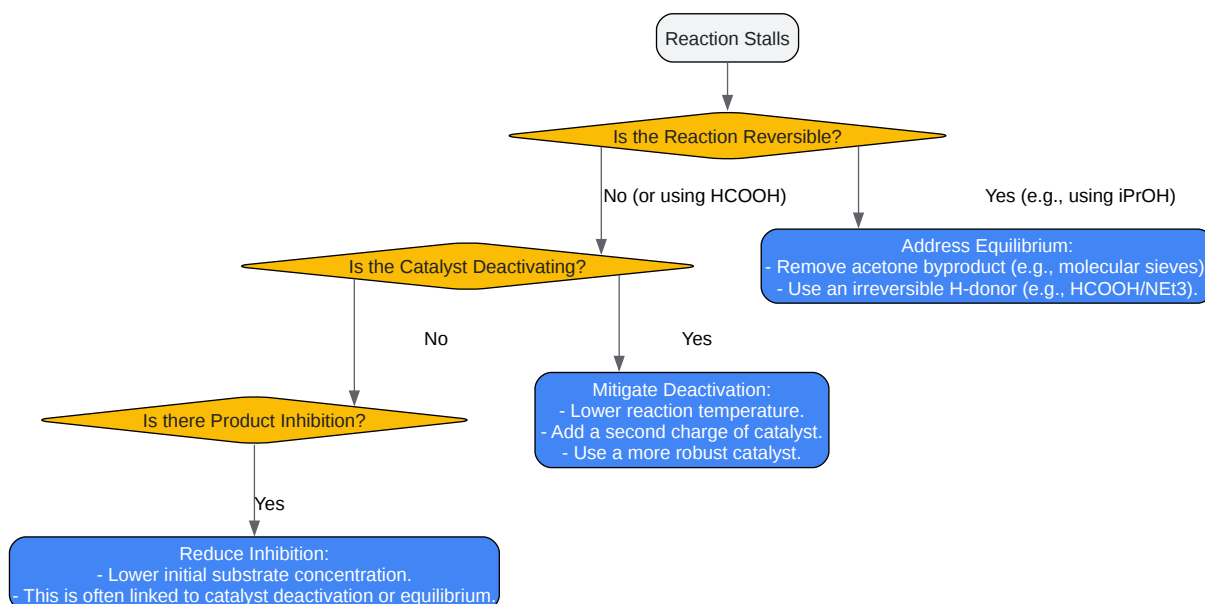 Reaction Stalls
Is the Reaction Reversible?
No (or using HCOOH)
Yes (e.g., using iPrOH)
Address Equilibrium:
- Remove acetone byproduct (e.g., molecular sieves)
- Use an irreversible H-donor (e.g., HCOOH/NEt3).
Is the Catalyst Deactivating?
No
Yes
Mitigate Deactivation:
- Lower reaction temperature.
- Add a second charge of catalyst.
- Use a more robust catalyst.
Is there Product Inhibition?
Yes
Reduce Inhibition:
- Lower initial substrate concentration.
- This is often linked to catalyst deactivation or equilibrium.